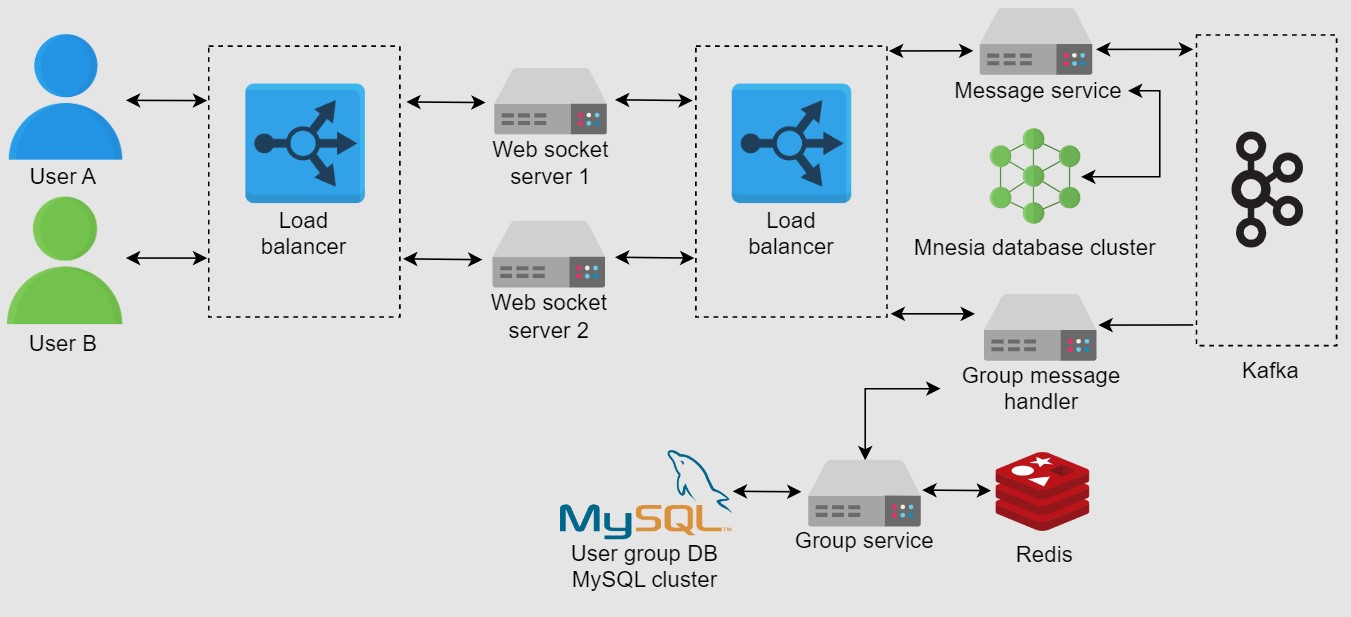 User A
User B
Load
balancer
Web socket
server 1
Web socket
server 2
Load
balancer
Message service
Mnesia database cluster
Group message
handler
Kafka
MySQL™
User group DB
MySQL cluster
Group service
Redis